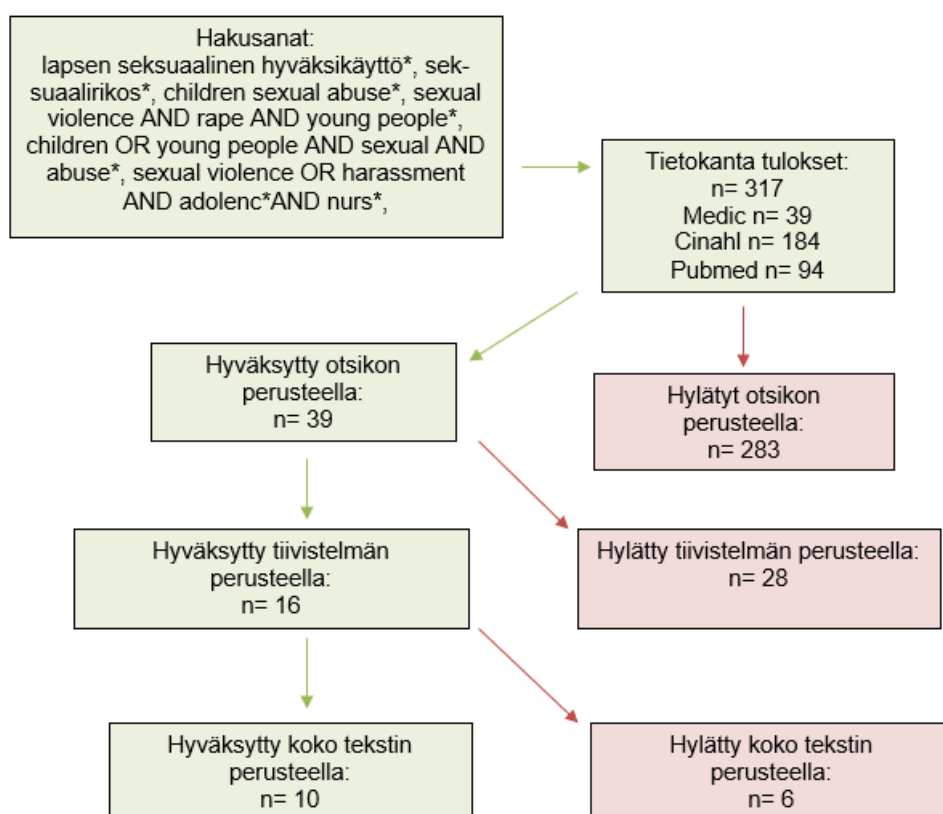 Hakusanat:
lapsen seksuaalinen hyväksikäyttö*, sek-
suaalirikos*, children sexual abuse*, sexual
violence AND rape AND young people*,
children OR young people AND sexual AND
abuse*, sexual violence OR harassment
AND adolenc*AND nurs*,
Tietokanta tulokset:
n= 317
Medic n= 39
Cinahl n= 184
Pubmed n= 94
Hyväksytty otsikon
perusteella:
n= 39
Hylätyt otsikon
perusteella:
n= 283
Hyväksytty tiivistelmän
perusteella:
n= 16
Hylätty tiivistelmän perusteella:
n= 28
Hyväksytty koko tekstin
perusteella:
n= 10
Hylätty koko tekstin
perusteella:
n= 6